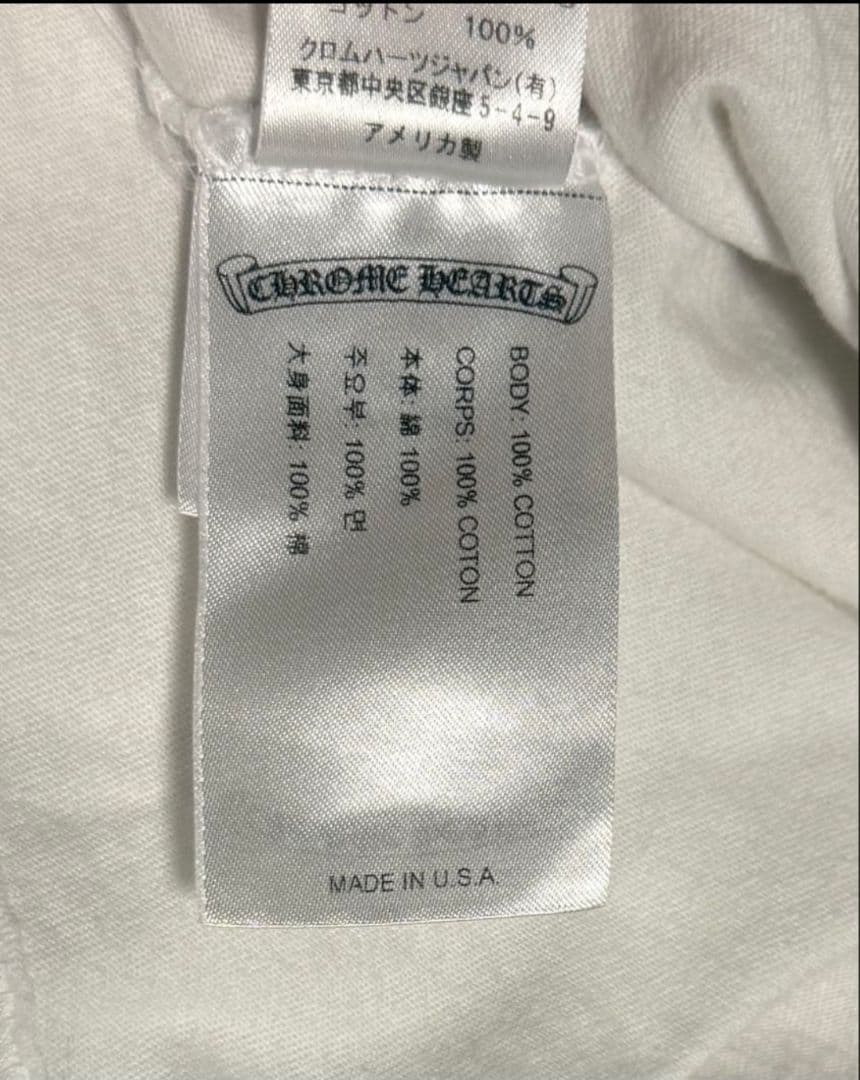 コットン 100%
クロムハーツジャパン(有)
東京都中央区銀座5-4-9
アメリカ製
CHROME HEARTS
BODY: 100% COTTON
CORPS: 100% COTON
本体: 綿 100%
주요부: 100% 면
大身面料: 100% 棉
MADE IN U.S.A.